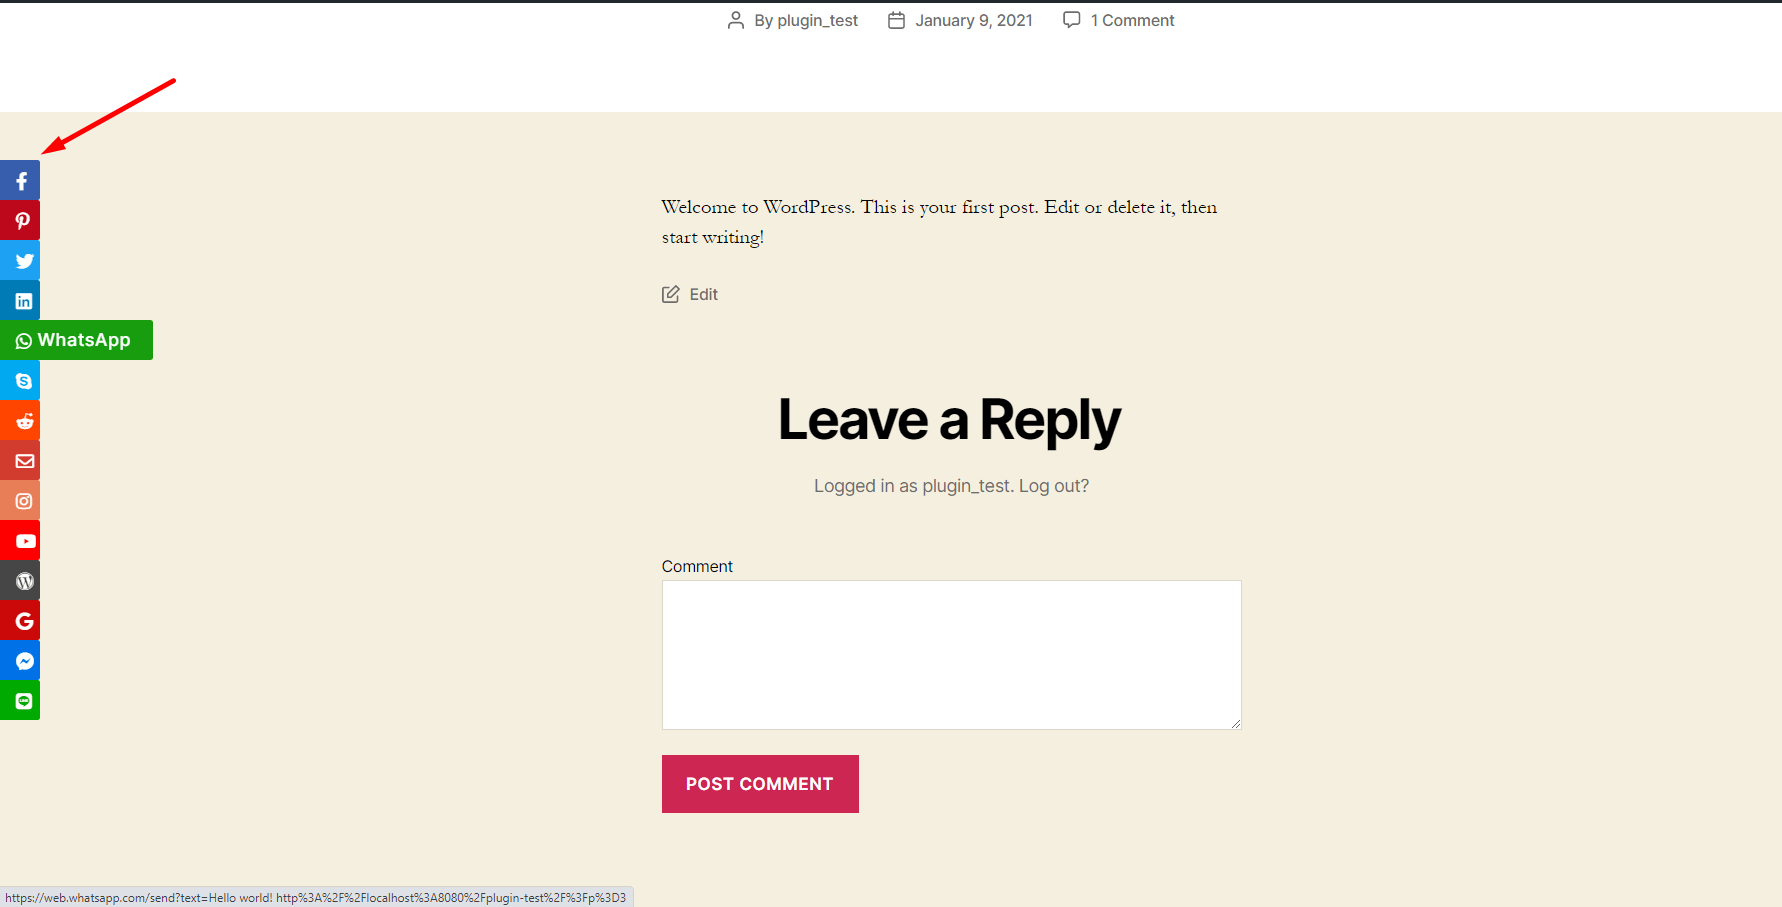 By plugin_test January 9, 2021 1 Comment
Welcome to WordPress. This is your first post. Edit or delete it, then
start writing!
Edit
WhatsApp
Leave a Reply
Logged in as plugin_test. Log out?
Comment
POST COMMENT
https://web.whatsapp.com/send?text=Hello world! http%3A%2F%2Flocalhost%3A8080%2Fplugin-test%2F%3Fp%3D3